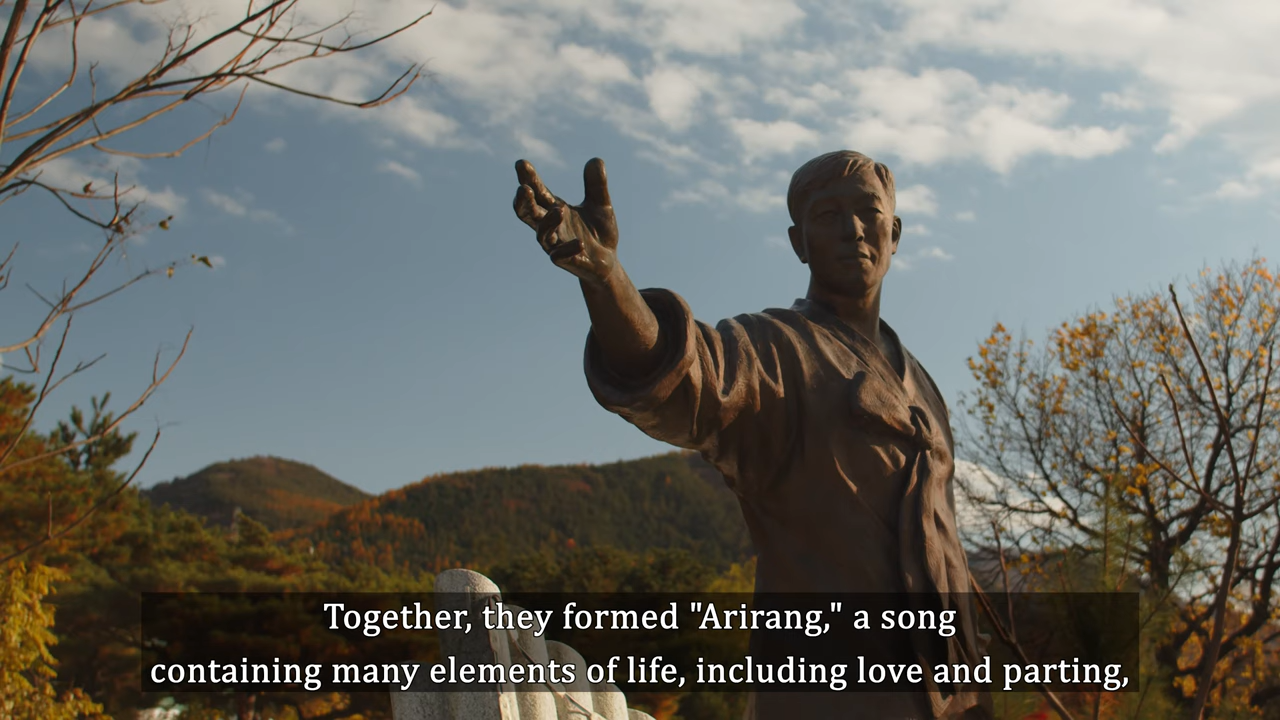 Together, they formed "Arirang," a song
containing many elements of life, including love and parting,